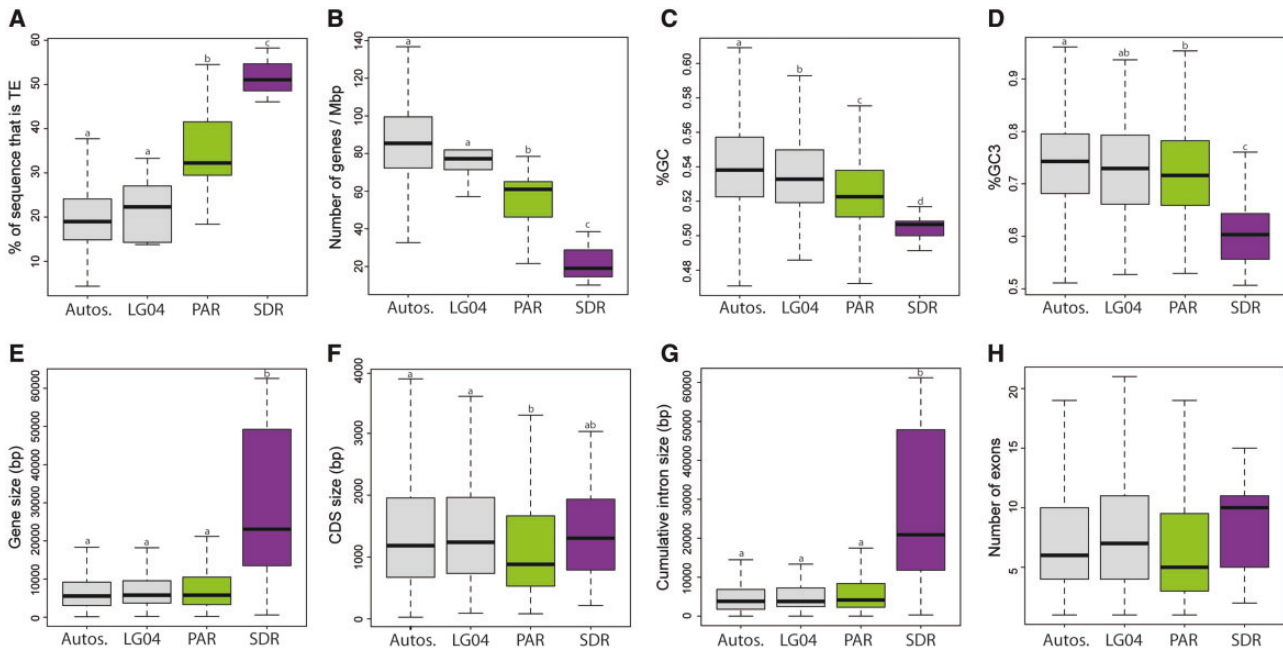 A
% of sequence that is TE
60
50
40
30
20
10
a
a
b
c
Autos.
LG04
PAR
SDR
B
Number of genes / Mbp
140
120
100
80
60
40
20
a
a
b
c
Autos.
LG04
PAR
SDR
C
%GC
0.60
0.58
0.56
0.54
0.52
0.50
0.48
a
b
c
d
Autos.
LG04
PAR
SDR
D
%GC3
0.9
0.8
0.7
0.6
0.5
a
ab
b
c
Autos.
LG04
PAR
SDR
E
Gene size (bp)
60000
50000
40000
30000
20000
10000
0
a
a
a
b
Autos.
LG04
PAR
SDR
F
CDS size (bp)
4000
3000
2000
1000
0
a
a
b
ab
Autos.
LG04
PAR
SDR
G
Cumulative intron size (bp)
60000
50000
40000
30000
20000
10000
0
a
a
a
b
Autos.
LG04
PAR
SDR
H
Number of exons
20
15
10
5
Autos.
LG04
PAR
SDR